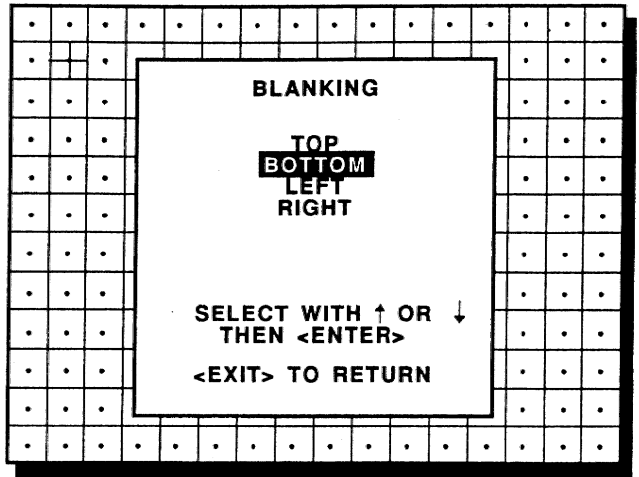 BLANKING
TOP
BOTTOM
LEFT
RIGHT
SELECT WITH ↑ OR ↓
THEN <ENTER>
<EXIT> TO RETURN